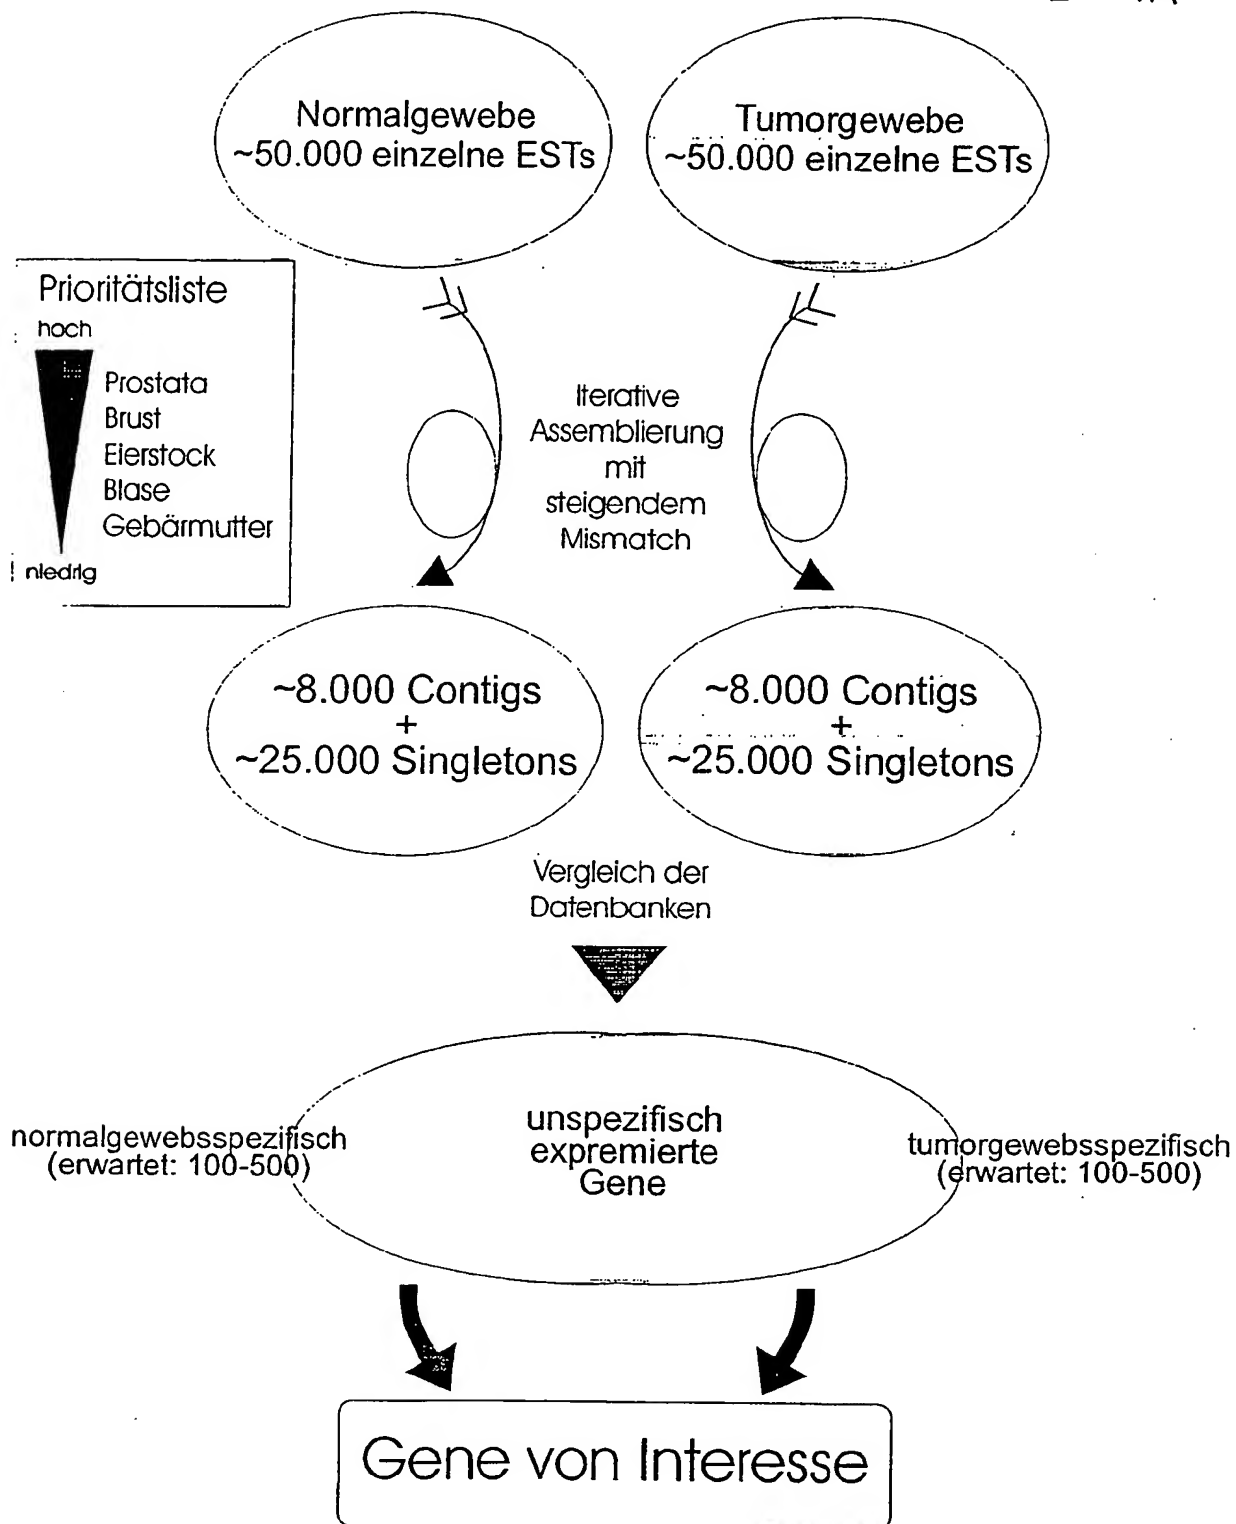 Normalgewebe
~50.000 einzelne ESTs
Tumorgewebe
~50.000 einzelne ESTs
Prioritätsliste
hoch
Prostata
Brust
Eierstock
Blase
Gebärmutter
niedrig
Iterative
Assemblierung
mit
steigendem
Mismatch
~8.000 Contigs
+
~25.000 Singletons
~8.000 Contigs
+
~25.000 Singletons
Vergleich der
Datenbanken
normalgewebsspezifisch
(erwartet: 100-500)
unspezifisch
expremierte
Gene
tumorgewebsspezifisch
(erwartet: 100-500)
Gene von Interesse